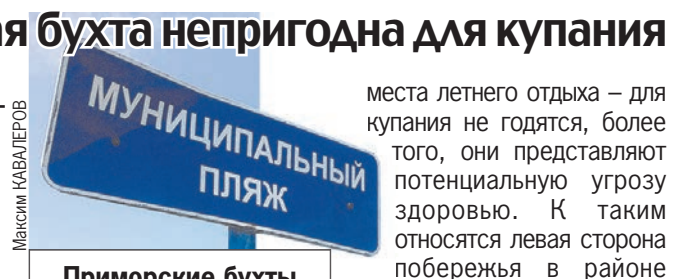 я бухта непригодна для купания
Максим КАВАЛЕРОВ
МУНИЦИПАЛЬНЫЙ
ПЛЯЖ
Приморские бухты
места летнего отдыха – для
купания не годятся, более
того, они представляют
потенциальную угрозу
здоровью. К таким
относятся левая сторона
побережья в районе